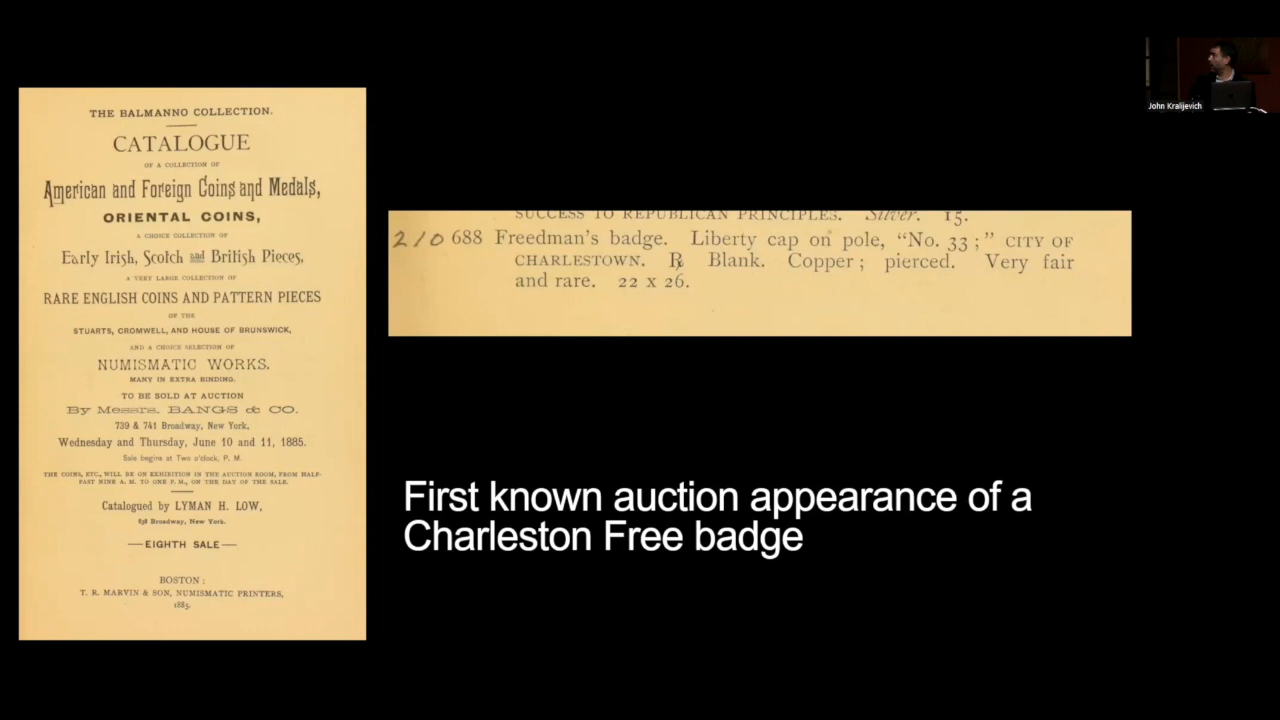 THE BALMANNO COLLECTION.
CATALOGUE
OF A COLLECTION OF
American and Foreign Coins and Medals,
ORIENTAL COINS,
A CHOICE COLLECTION OF
Early Irish, Scotch and British Pieces,
A VERY LARGE COLLECTION OF
RARE ENGLISH COINS AND PATTERN PIECES
OF THE
STUARTS, CROMWELL, AND HOUSE OF BRUNSWICK,
AND A CHOICE SELECTION OF
NUMISMATIC WORKS.
MANY IN EXTRA BINDING.
TO BE SOLD AT AUCTION
By Messrs. BANGS & CO.
739 & 741 Broadway, New York,
Wednesday and Thursday, June 10 and 11, 1885.
Sale begins at Two o'clock, P. M.
THE COINS, ETC., WILL BE ON EXHIBITION IN THE AUCTION ROOM, FROM HALF-
PAST NINE A. M. TO ONE P. M., ON THE DAY OF THE SALE.
Catalogued by LYMAN H. LOW,
838 Broadway, New York.
—EIGHTH SALE—
BOSTON :
T. R. MARVIN & SON, NUMISMATIC PRINTERS,
1885.
SUCCESS TO REPUBLICAN PRINCIPLES. Silver. 15.
210 688 Freedman's badge. Liberty cap on pole, "No. 33 ;" CITY OF
CHARLESTOWN. ℞ Blank. Copper ; pierced. Very fair
and rare. 22 x 26.
First known auction appearance of a
Charleston Free badge
John Kralijevich